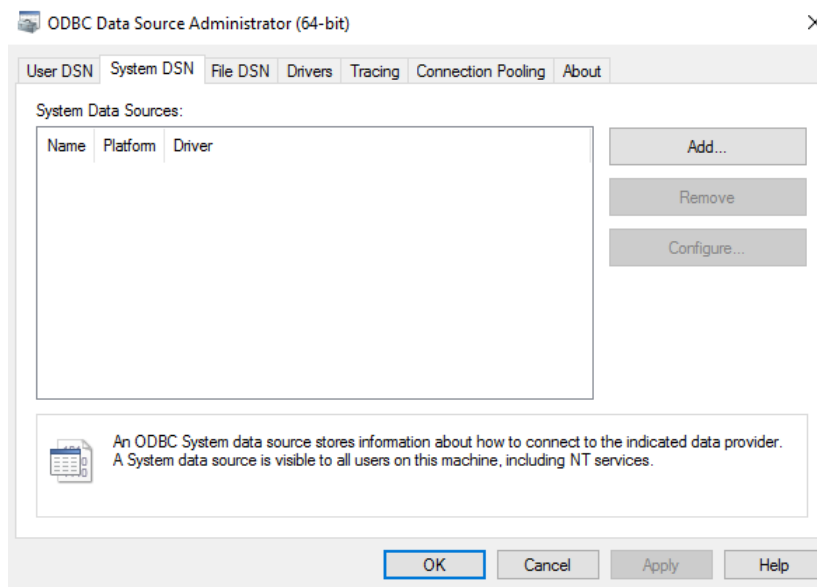 ODBC Data Source Administrator (64-bit)
User DSN System DSN File DSN Drivers Tracing Connection Pooling About
System Data Sources:
Name Platform Driver
Add...
Remove
Configure...
An ODBC System data source stores information about how to connect to the indicated data provider.
A System data source is visible to all users on this machine, including NT services.
OK Cancel Apply Help